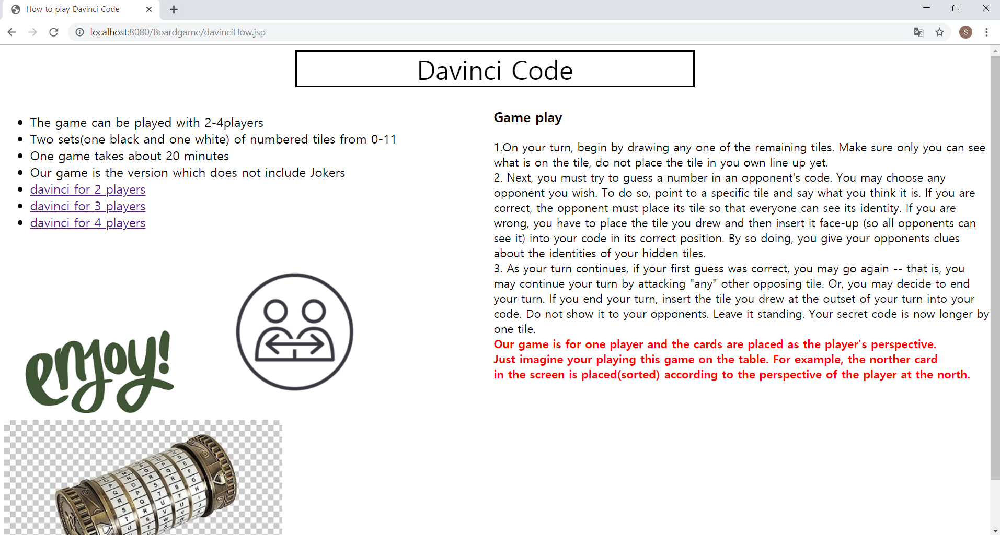 How to play Davinci Code
localhost:8080/Boardgame/davinciHow.jsp
S
Davinci Code
The game can be played with 2-4players
Two sets(one black and one white) of numbered tiles from 0-11
One game takes about 20 minutes
Our game is the version which does not include Jokers
davinci for 2 players
davinci for 3 players
davinci for 4 players
enjoy!
Game play
1.On your turn, begin by drawing any one of the remaining tiles. Make sure only you can see
what is on the tile, do not place the tile in you own line up yet.
2. Next, you must try to guess a number in an opponent's code. You may choose any
opponent you wish. To do so, point to a specific tile and say what you think it is. If you are
correct, the opponent must place its tile so that everyone can see its identity. If you are
wrong, you have to place the tile you drew and then insert it face-up (so all opponents can
see it) into your code in its correct position. By so doing, you give your opponents clues
about the identities of your hidden tiles.
3. As your turn continues, if your first guess was correct, you may go again -- that is, you
may continue your turn by attacking "any" other opposing tile. Or, you may decide to end
your turn. If you end your turn, insert the tile you drew at the outset of your turn into your
code. Do not show it to your opponents. Leave it standing. Your secret code is now longer by
one tile.
Our game is for one player and the cards are placed as the player's perspective.
Just imagine your playing this game on the table. For example, the norther card
in the screen is placed(sorted) according to the perspective of the player at the north.